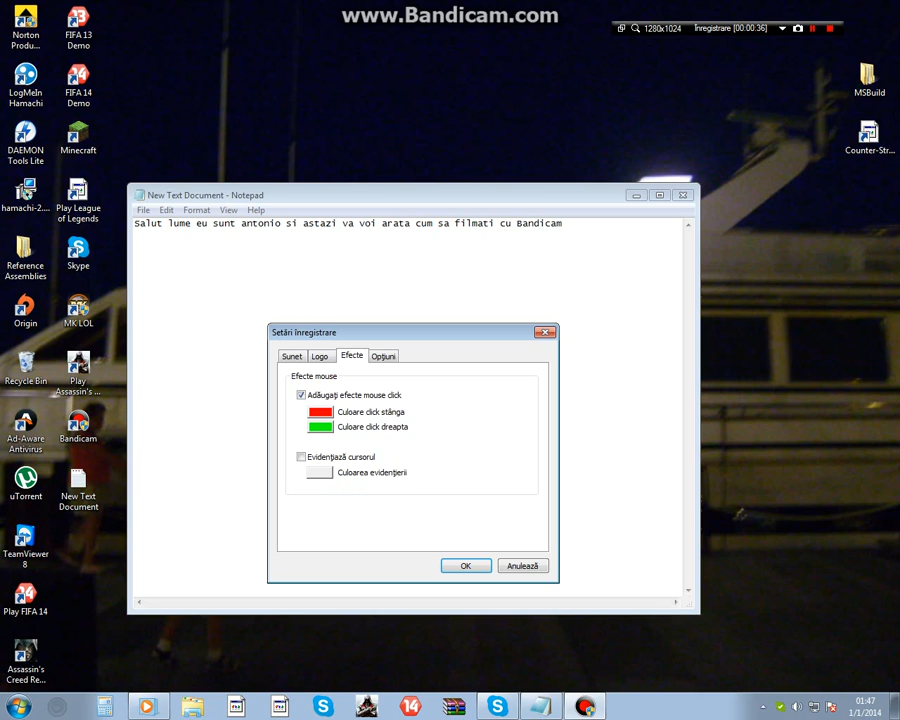 www.Bandicam.com
1280x1024
înregistrare [00:00:36]
Norton
Produ...
FIFA 13
Demo
LogMeIn
Hamachi
FIFA 14
Demo
DAEMON
Tools Lite
Minecraft
hamachi-2....
Play League
of Legends
Reference
Assemblies
Skype
Origin
MK LOL
Recycle Bin
Play
Assassin's ...
Ad-Aware
Antivirus
Bandicam
uTorrent
New Text
Document
TeamViewer
8
Play FIFA 14
Assassin's
Creed Re...
MSBuild
Counter-Str...
New Text Document - Notepad
File Edit Format View Help
Salut lume eu sunt antonio si astazi va voi arata cum sa filmati cu Bandicam
Setări înregistrare
Sunet Logo Efecte Opţiuni
Efecte mouse
Adăugaţi efecte mouse click
Culoare click stânga
Culoare click dreapta
Evidenţiază cursorul
Culoarea evidenţierii
OK Anulează
01:47
1/1/2014